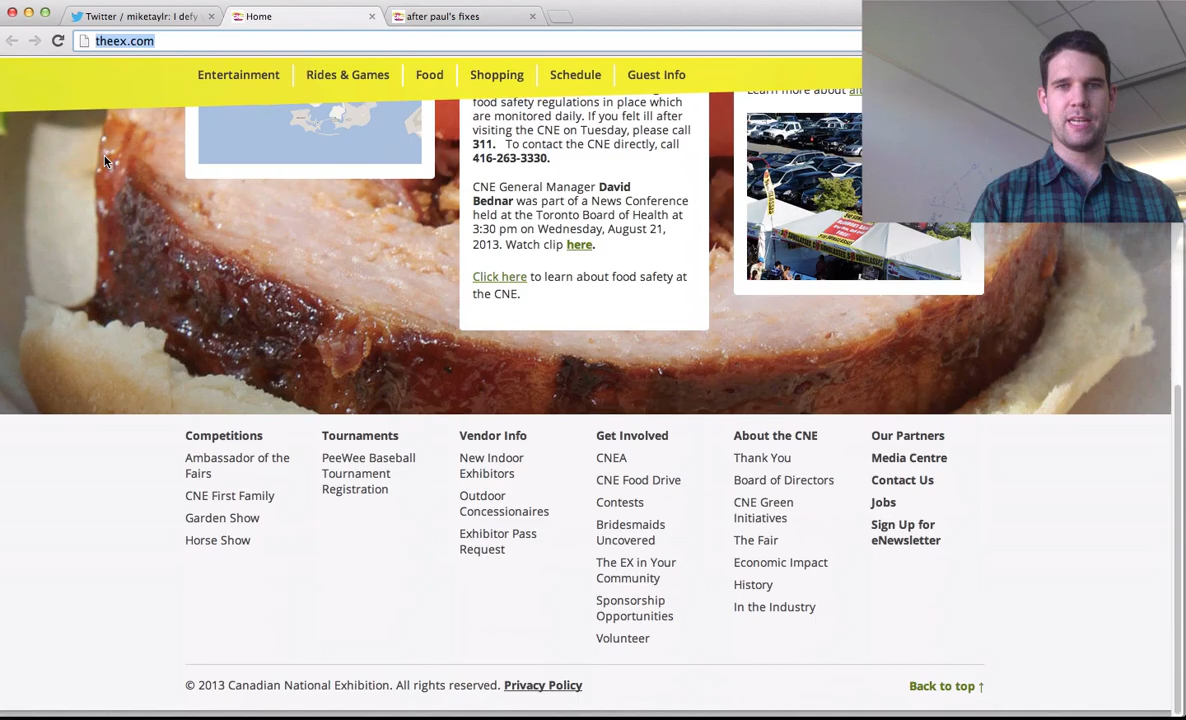 Twitter / miketaylr: I defy
Home
after paul's fixes
theex.com
Entertainment
Rides & Games
Food
Shopping
Schedule
Guest Info
food safety regulations in place which
are monitored daily. If you felt ill after
visiting the CNE on Tuesday, please call
311. To contact the CNE directly, call
416-263-3330.
CNE General Manager David
Bednar was part of a News Conference
held at the Toronto Board of Health at
3:30 pm on Wednesday, August 21,
2013. Watch clip here.
Click here to learn about food safety at
the CNE.
Learn more about
Competitions
Ambassador of the
Fairs
CNE First Family
Garden Show
Horse Show
Tournaments
PeeWee Baseball
Tournament
Registration
Vendor Info
New Indoor
Exhibitors
Outdoor
Concessionaires
Exhibitor Pass
Request
Get Involved
CNEA
CNE Food Drive
Contests
Bridesmaids
Uncovered
The EX in Your
Community
Sponsorship
Opportunities
Volunteer
About the CNE
Thank You
Board of Directors
CNE Green
Initiatives
The Fair
Economic Impact
History
In the Industry
Our Partners
Media Centre
Contact Us
Jobs
Sign Up for
eNewsletter
© 2013 Canadian National Exhibition. All rights reserved. Privacy Policy
Back to top ↑